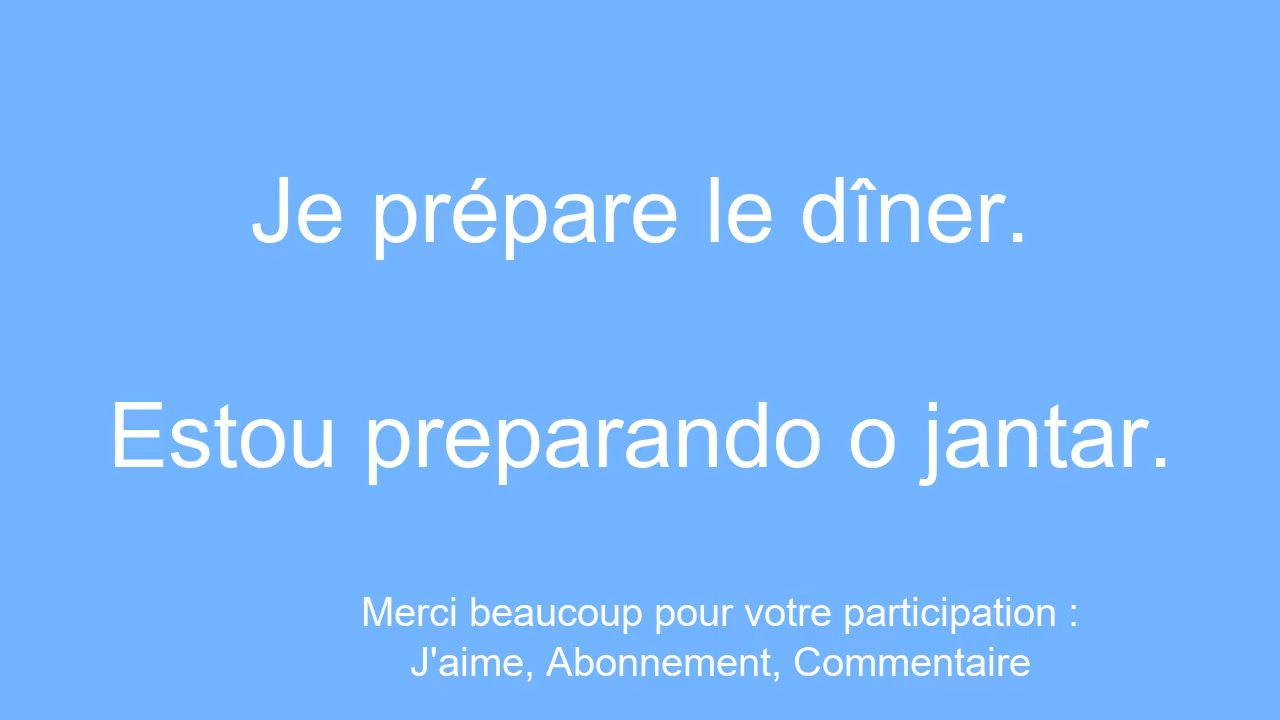 Je prépare le dîner.
Estou preparando o jantar.
Merci beaucoup pour votre participation :
J'aime, Abonnement, Commentaire